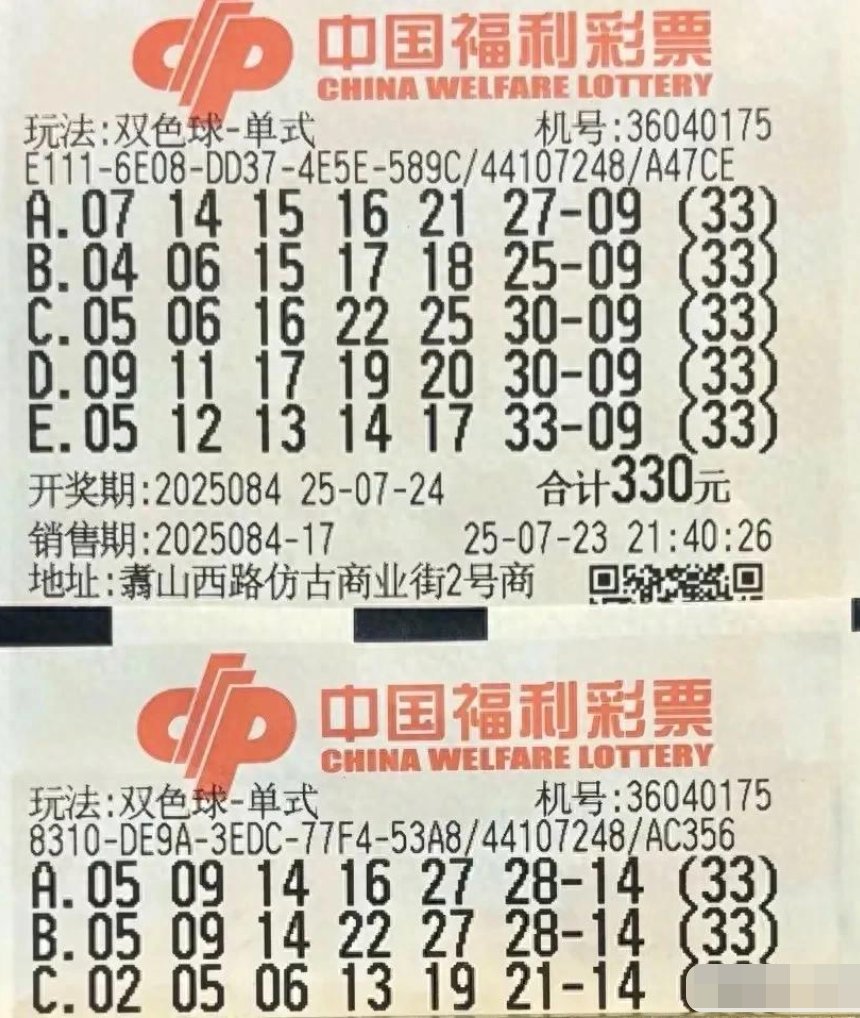 中国福利彩票
CHINA WELFARE LOTTERY
玩法:双色球-单式 机号:36040175
E111-6E08-DD37-4E5E-589C/44107248/A47CE
A.07 14 15 16 21 27-09 (33)
B.04 06 15 17 18 25-09 (33)
C.05 06 16 22 25 30-09 (33)
D.09 11 17 19 20 30-09 (33)
E.05 12 13 14 17 33-09 (33)
开奖期:2025084 25-07-24 合计330元
销售期:2025084-17 25-07-23 21:40:26
地址:翥山西路仿古商业街2号商
中国福利彩票
CHINA WELFARE LOTTERY
玩法:双色球-单式 机号:36040175
8310-DE9A-3EDC-77F4-53A8/44107248/AC356
A.05 09 14 16 27 28-14 (33)
B.05 09 14 22 27 28-14 (33)
C.02 05 06 13 19 21-14